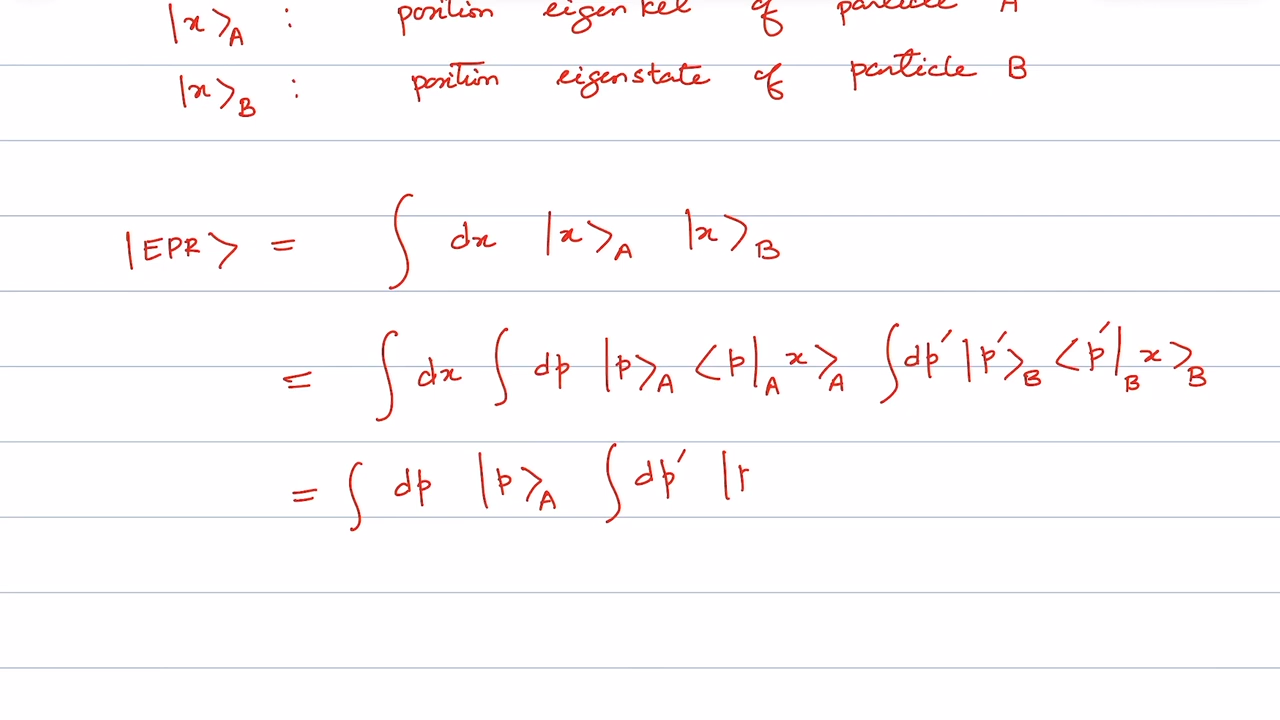 |x⟩_A : position eigenket of particle A
|x⟩_B : position eigenstate of particle B
|EPR⟩ = ∫ dx |x⟩_A |x⟩_B
= ∫ dx ∫ dp |p⟩_A ⟨p|_A x⟩_A ∫ dp′ |p′⟩_B ⟨p′|_B x⟩_B
= ∫ dp |p⟩_A ∫ dp′ |